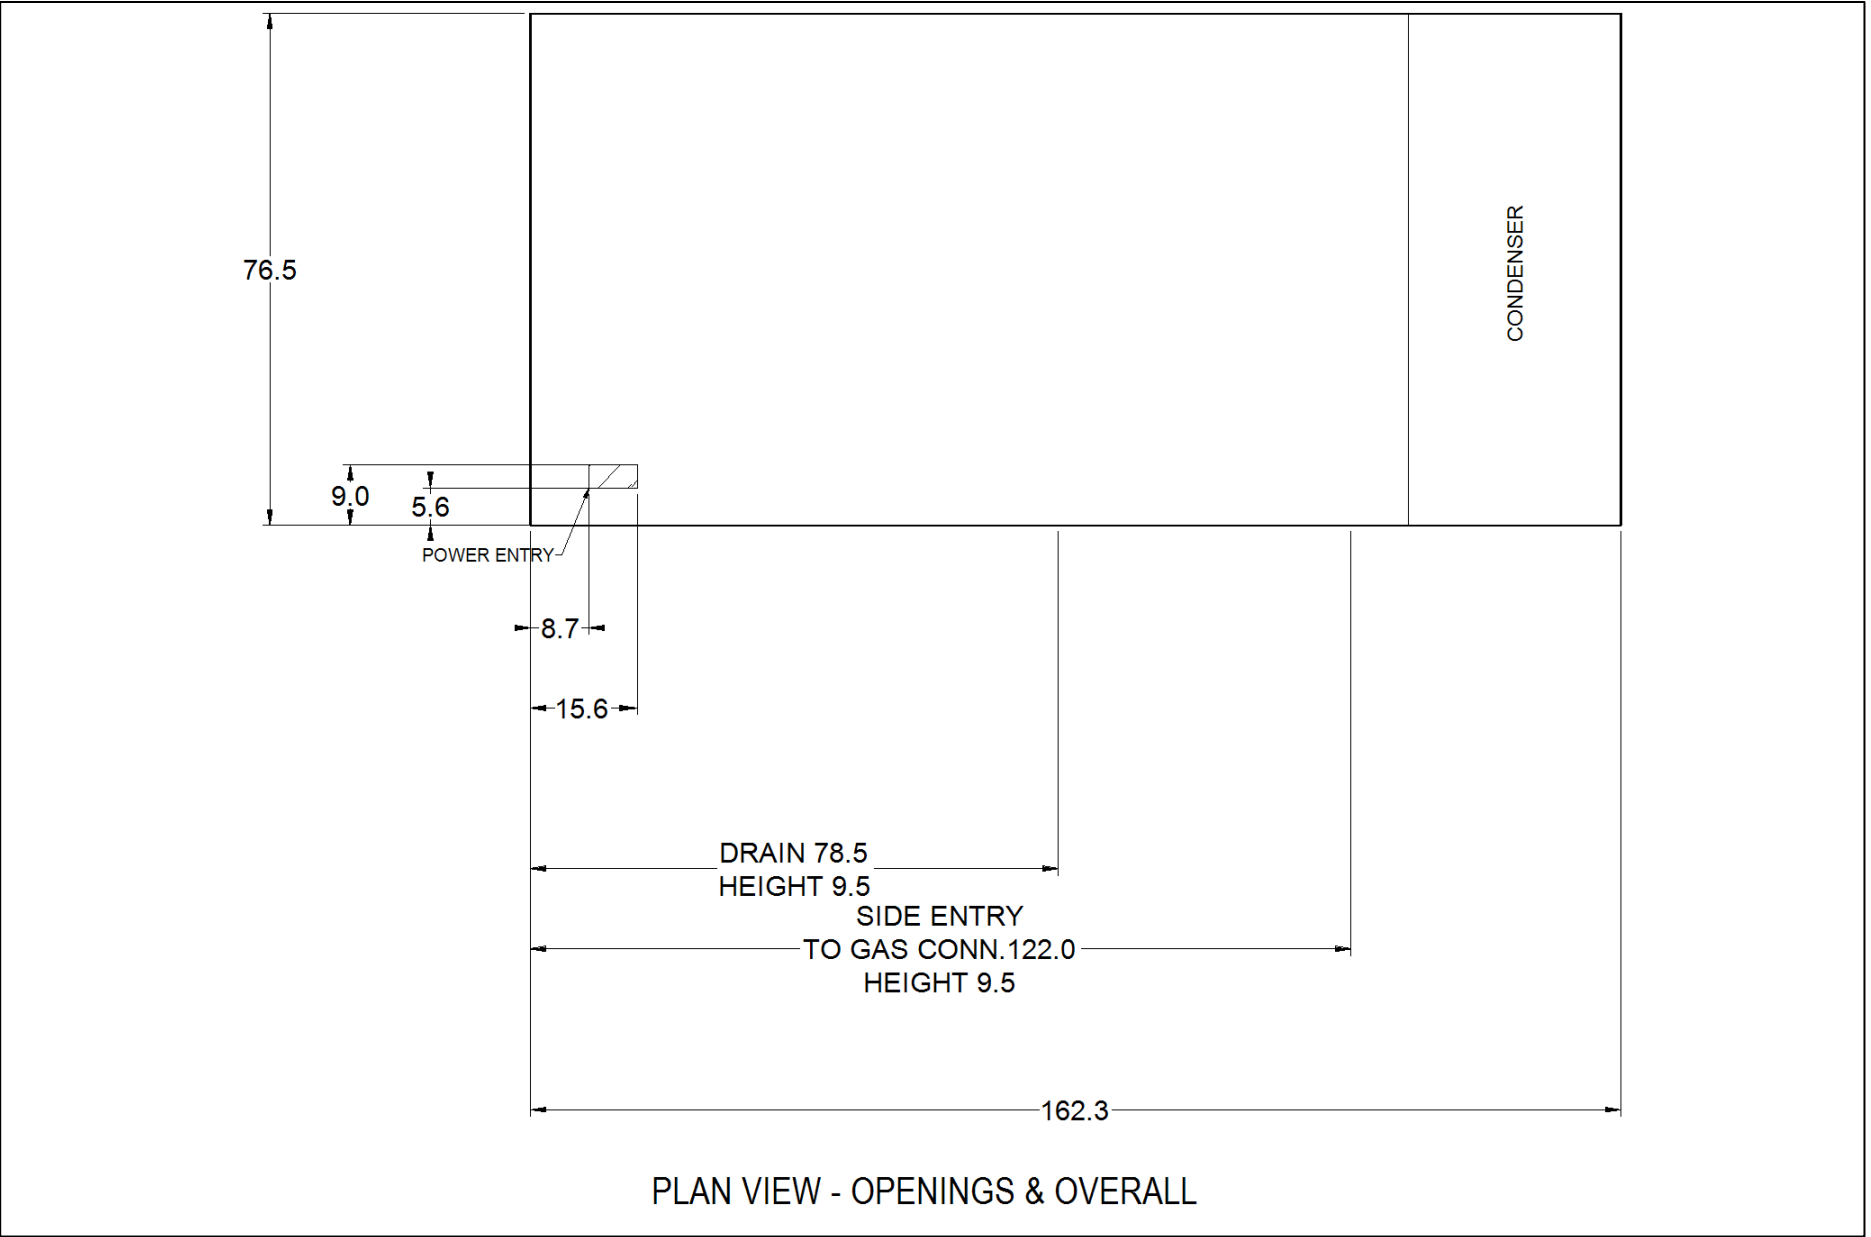 CONDENSER
76.5
9.0
5.6
POWER ENTRY
8.7
15.6
DRAIN 78.5
HEIGHT 9.5
SIDE ENTRY
TO GAS CONN.122.0
HEIGHT 9.5
162.3
PLAN VIEW - OPENINGS & OVERALL